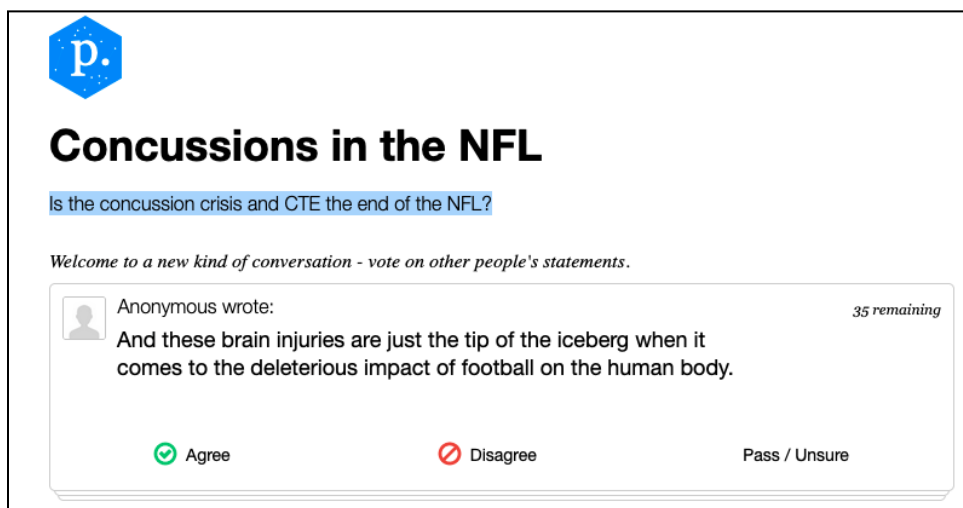 p.
Concussions in the NFL
Is the concussion crisis and CTE the end of the NFL?
Welcome to a new kind of conversation - vote on other people's statements.
Anonymous wrote:
35 remaining
And these brain injuries are just the tip of the iceberg when it
comes to the deleterious impact of football on the human body.
Agree Disagree Pass / Unsure